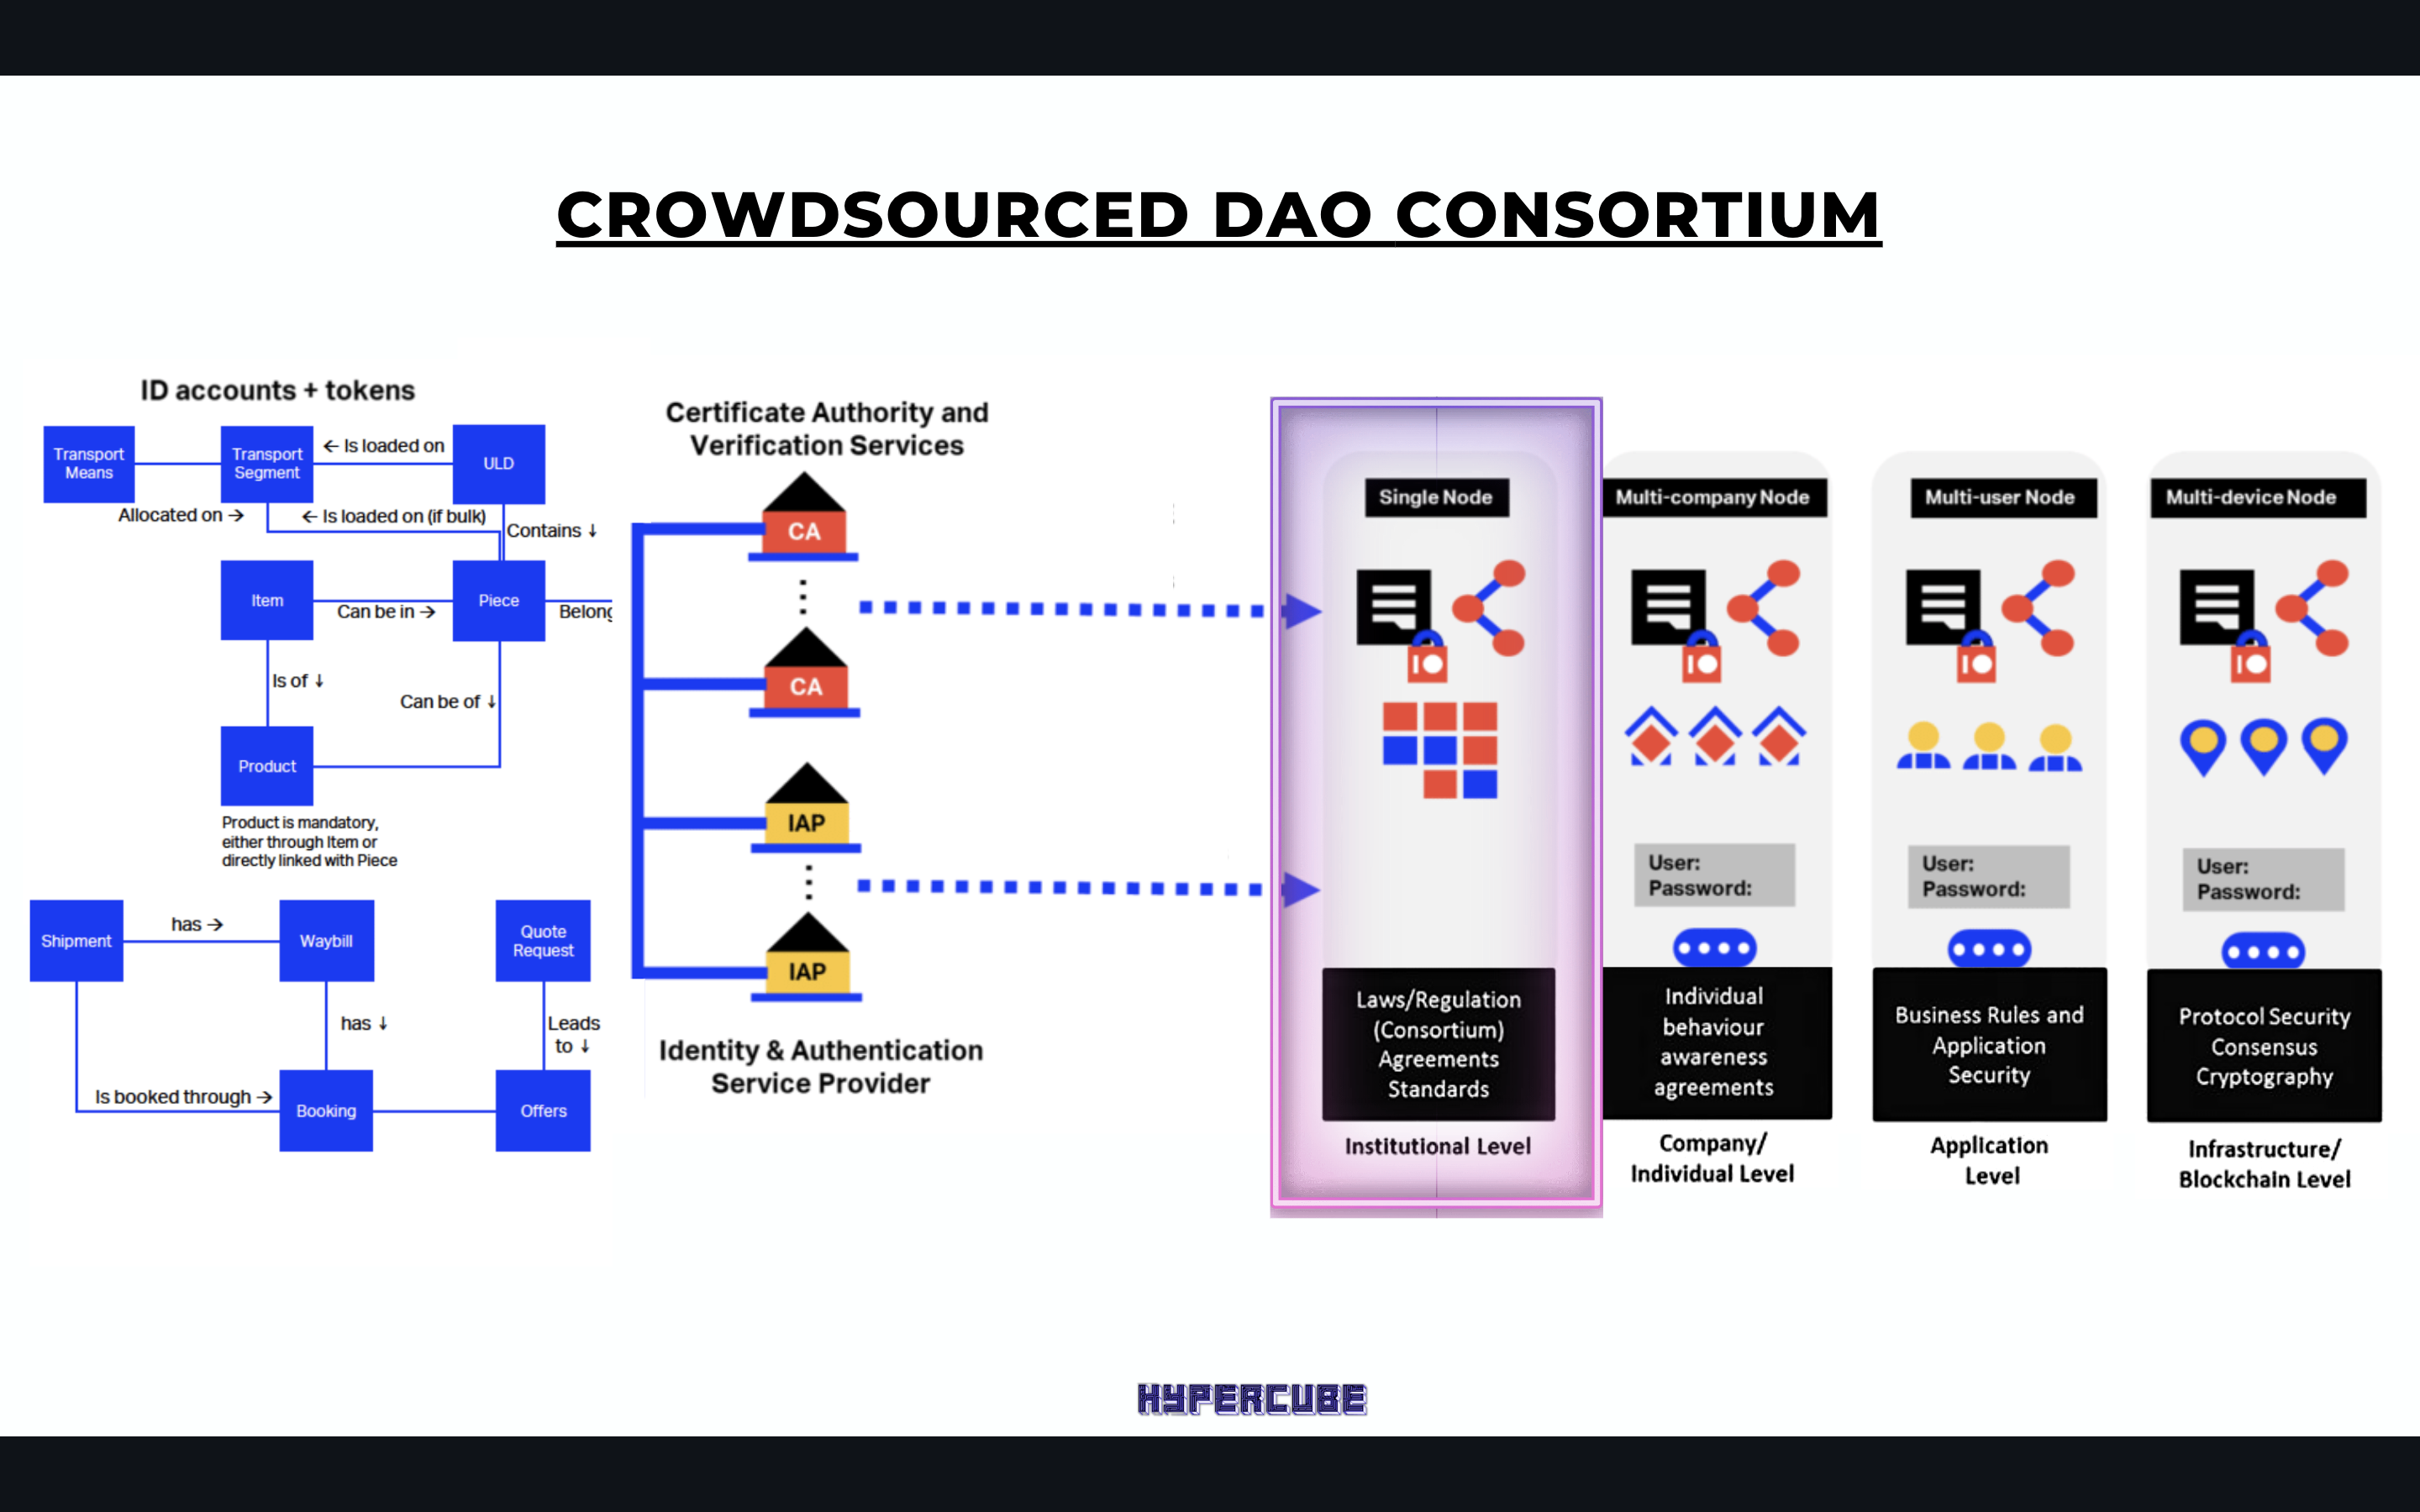 CROWDSOURCED DAO CONSORTIUM
ID accounts + tokens
Transport
Means
Transport
Segment
← Is loaded on
ULD
Allocated on →
← Is loaded on (if bulk)
Contains ↓
Item
Can be in →
Piece
Belong
Is of ↓
Can be of ↓
Product
Product is mandatory,
either through Item or
directly linked with Piece
Shipment
has →
Waybill
Quote
Request
has ↓
Leads
to ↓
Is booked through →
Booking
Offers
Certificate Authority and
Verification Services
CA
CA
IAP
IAP
Identity & Authentication
Service Provider
Single Node
Laws/Regulation
(Consortium)
Agreements
Standards
Institutional Level
Multi-company Node
User:
Password:
Individual
behaviour
awareness
agreements
Company/
Individual Level
Multi-user Node
User:
Password:
Business Rules and
Application
Security
Application
Level
Multi-device Node
User:
Password:
Protocol Security
Consensus
Cryptography
Infrastructure/
Blockchain Level
HYPERCUBE